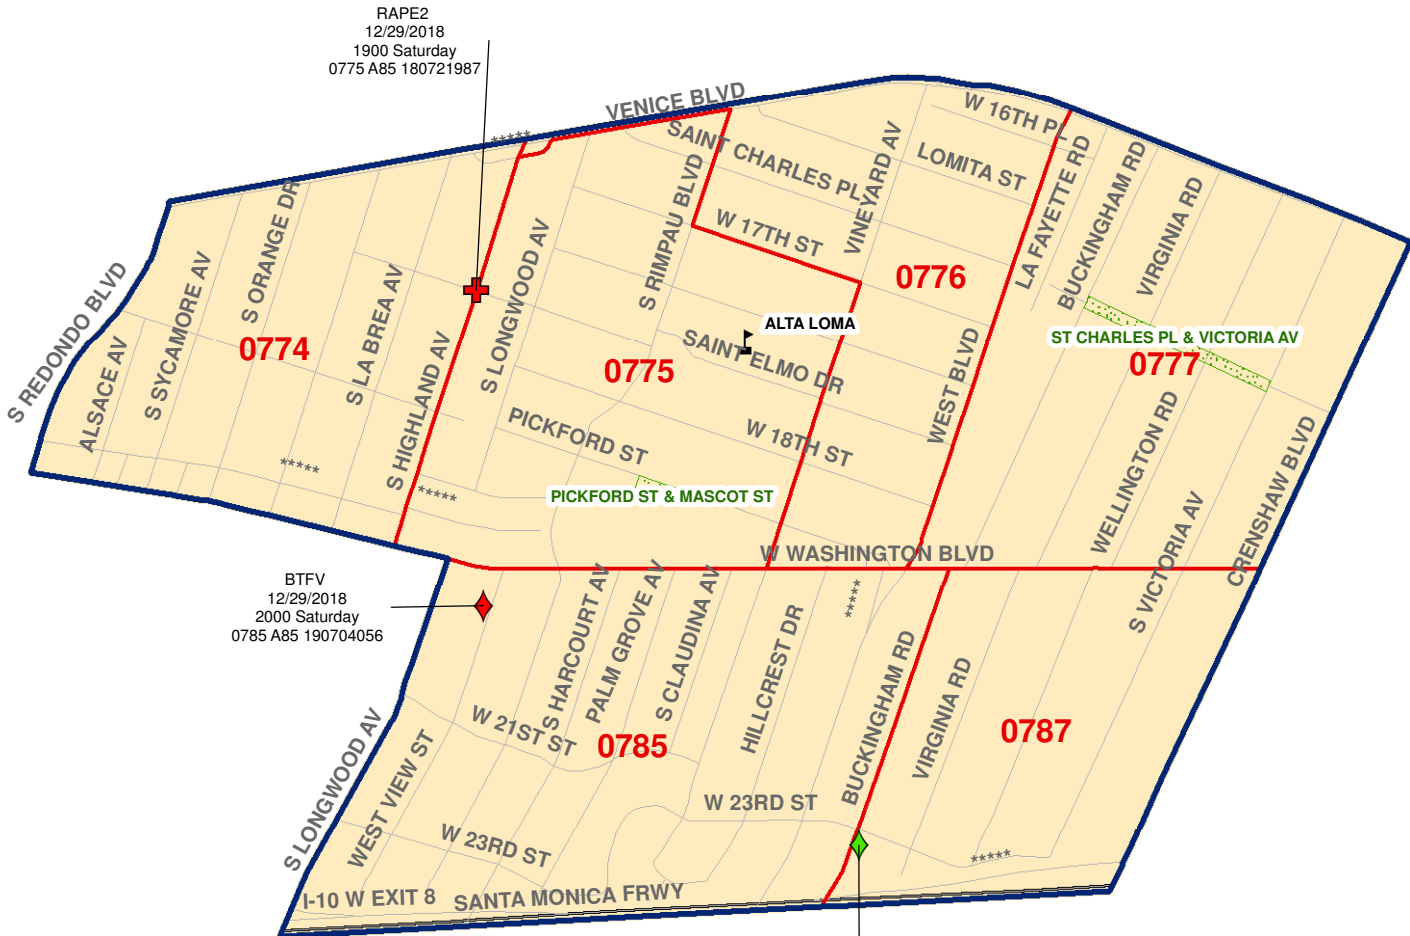 RAPE2
12/29/2018
1900 Saturday
0775 A85 180721987
VENICE BLVD
*****
W 16TH PL
SAINT CHARLES PL
LOMITA ST
VINEYARD AV
LA FAYETTE RD
BUCKINGHAM RD
VIRGINIA RD
S RIMPAU BLVD
W 17TH ST
S ORANGE DR
S SYCAMORE AV
S LONGWOOD AV
S REDONDO BLVD
S LA BREA AV
0776
ALTA LOMA
ST CHARLES PL & VICTORIA AV
0774
0775
0777
SAINT ELMO DR
ALSACE AV
S HIGHLAND AV
WEST BLVD
PICKFORD ST
W 18TH ST
WELLINGTON RD
CRENSHAW BLVD
*****
*****
PICKFORD ST & MASCOT ST
S VICTORIA AV
W WASHINGTON BLVD
BTFV
12/29/2018
2000 Saturday
0785 A85 190704056
*****
S HARCOURT AV
PALM GROVE AV
S CLAUDINA AV
HILLCREST DR
BUCKINGHAM RD
VIRGINIA RD
W 21ST ST
0785
0787
S LONGWOOD AV
WEST VIEW ST
W 23RD ST
W 23RD ST
*****
I-10 W EXIT 8
SANTA MONICA FRWY